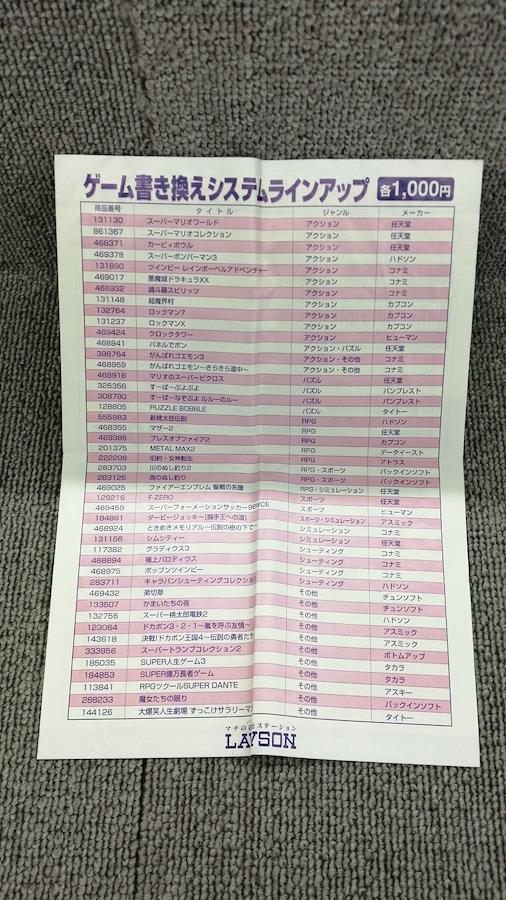 ゲーム書き換えシステムラインアップ 各1,000円
商品番号 タイトル ジャンル メーカー
131130 スーパーマリオワールド アクション 任天堂
861367 スーパーマリオコレクション アクション 任天堂
468371 カービィボウル アクション 任天堂
469378 スーパーボンバーマン3 アクション ハドソン
131890 ツインビー レインボーベルアドベンチャー アクション コナミ
469017 悪魔城ドラキュラXX アクション コナミ
468932 魂斗羅スピリッツ アクション コナミ
131148 超魔界村 アクション カプコン
132764 ロックマン7 アクション カプコン
131237 ロックマンX アクション カプコン
469424 クロックタワー アクション ヒューマン
468941 パネルでポン アクション・パズル 任天堂
398764 がんばれゴエモン3 アクション・その他 コナミ
468959 がんばれゴエモン〜きらきら道中〜 アクション・その他 コナミ
468916 マリオのスーパーピクロス パズル 任天堂
326356 す〜ぱ〜ぷよぷよ パズル バンプレスト
308790 す〜ぱ〜なぞぷよ ルルーのルー パズル バンプレスト
128805 PUZZLE BOBBLE パズル タイトー
555983 新桃太郎伝説 RPG ハドソン
468355 マザー2 RPG 任天堂
469386 ブレスオブファイア2 RPG カプコン
201375 METAL MAX2 RPG データイースト
222208 旧約・女神転生 RPG アトラス
283703 川のぬし釣り2 RPG・スポーツ パックインソフト
283126 海のぬし釣り RPG・スポーツ パックインソフト
469025 ファイアーエムブレム 聖戦の系譜 RPG・シミュレーション 任天堂
129216 F-ZERO スポーツ 任天堂
469459 スーパーフォーメーションサッカー96WCE スポーツ ヒューマン
184861 ダービージョッキー[騎手王への道] スポーツ・シミュレーション アスミック
468924 ときめきメモリアル〜伝説の樹の下で〜 シミュレーション コナミ
131156 シムシティー シミュレーション 任天堂
117382 グラディウス3 シューティング コナミ
468894 極上パロディウス シューティング コナミ
468975 ポップンツインビー シューティング コナミ
283711 キャラバンシューティングコレクション シューティング ハドソン
469432 弟切草 その他 チュンソフト
133507 かまいたちの夜 その他 チュンソフト
132756 スーパー桃太郎電鉄2 その他 ハドソン
123064 ドカポン3・2・1〜嵐を呼ぶ友情〜 その他 アスミック
143618 決戦!ドカポン王国4〜伝説の勇者た その他 アスミック
333956 スーパートランプコレクション2 その他 ボトムアップ
185035 SUPER人生ゲーム3 その他 タカラ
184853 SUPER億万長者ゲーム その他 タカラ
113841 RPGツクールSUPER DANTE その他 アスキー
288233 魔女たちの眠り その他 パックインソフト
144126 大爆笑人生劇場 ずっこけサラリーマ その他 タイトー
マチのほっとステーション
LAWSON